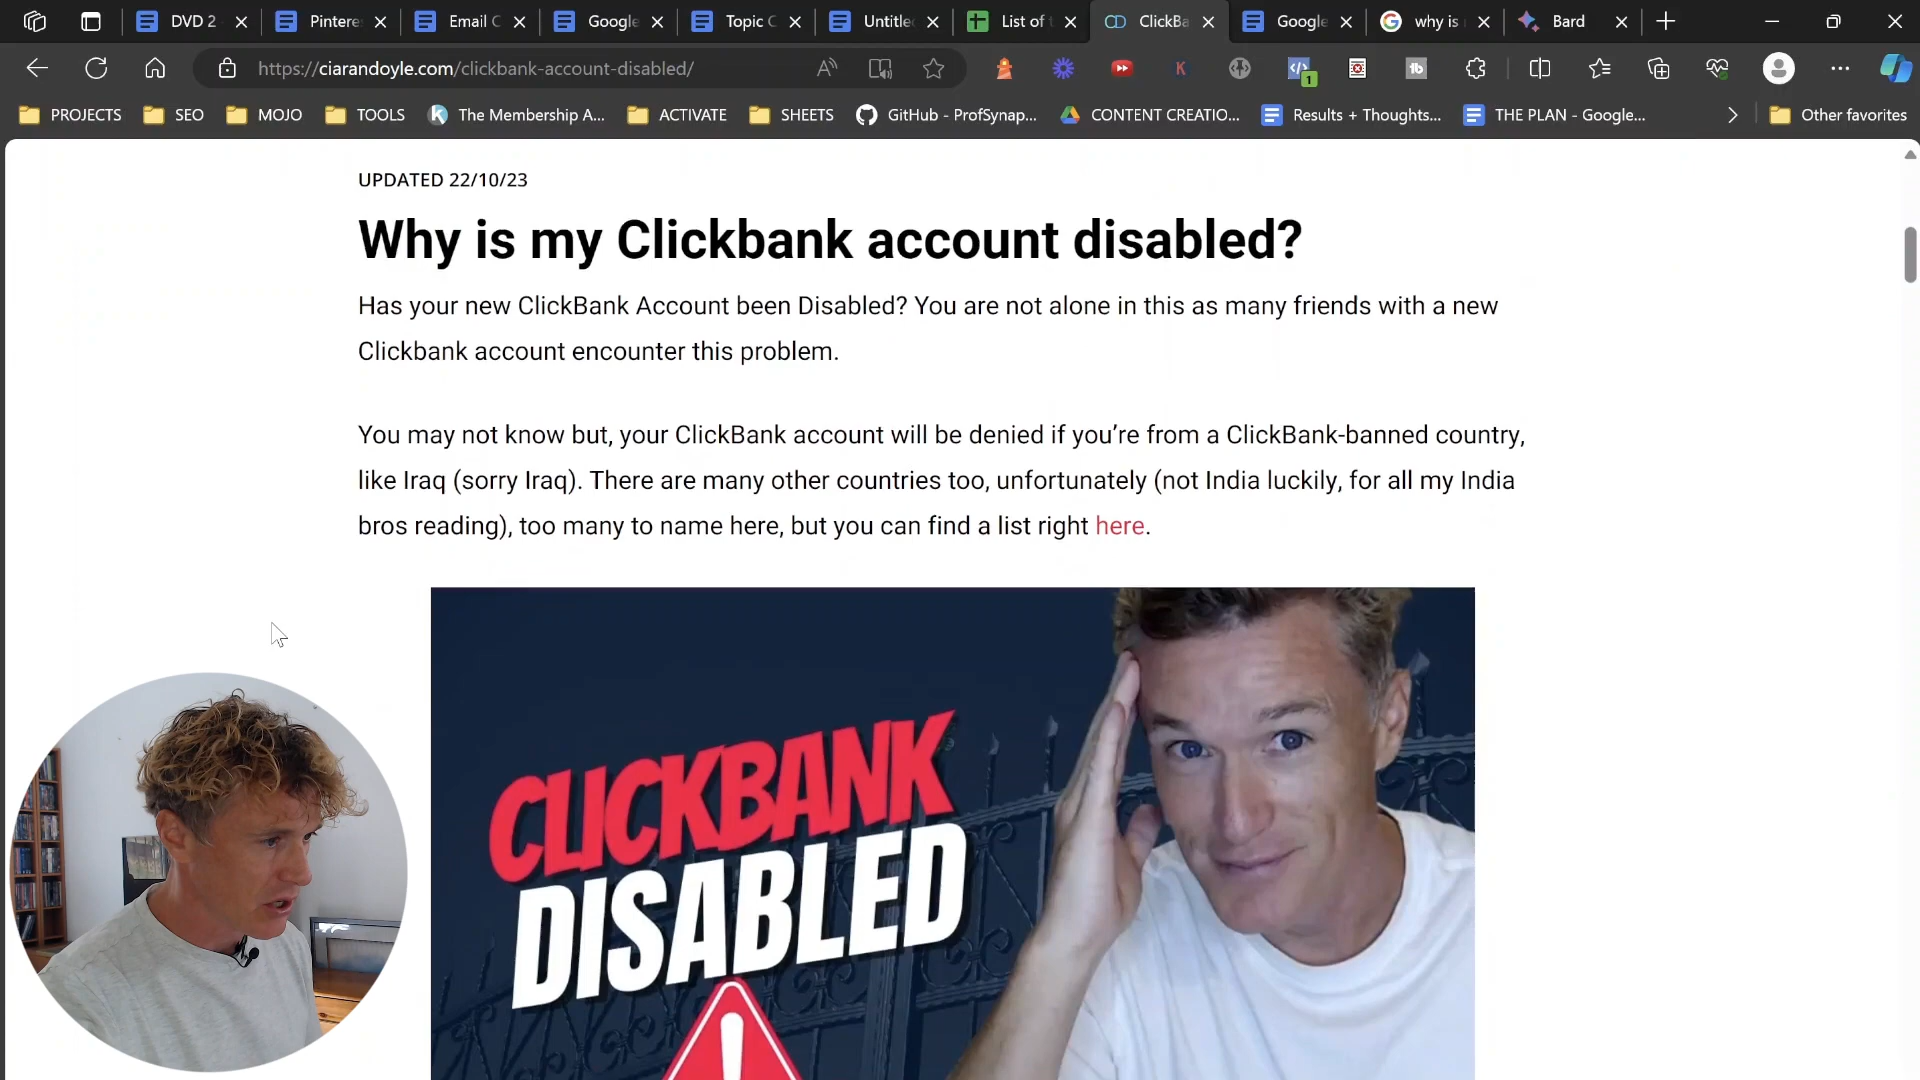 DVD 2
Pintere
Email C
Google
Topic C
Untitle
List of t
ClickBa
Google
why is
Bard
https://ciarandoyle.com/clickbank-account-disabled/
1
PROJECTS
SEO
MOJO
TOOLS
The Membership A...
ACTIVATE
SHEETS
GitHub - ProfSynap...
CONTENT CREATIO...
Results + Thoughts...
THE PLAN - Google...
Other favorites
UPDATED 22/10/23
Why is my Clickbank account disabled?
Has your new ClickBank Account been Disabled? You are not alone in this as many friends with a new
Clickbank account encounter this problem.
You may not know but, your ClickBank account will be denied if you’re from a ClickBank-banned country,
like Iraq (sorry Iraq). There are many other countries too, unfortunately (not India luckily, for all my India
bros reading), too many to name here, but you can find a list right here.
CLICKBANK
DISABLED